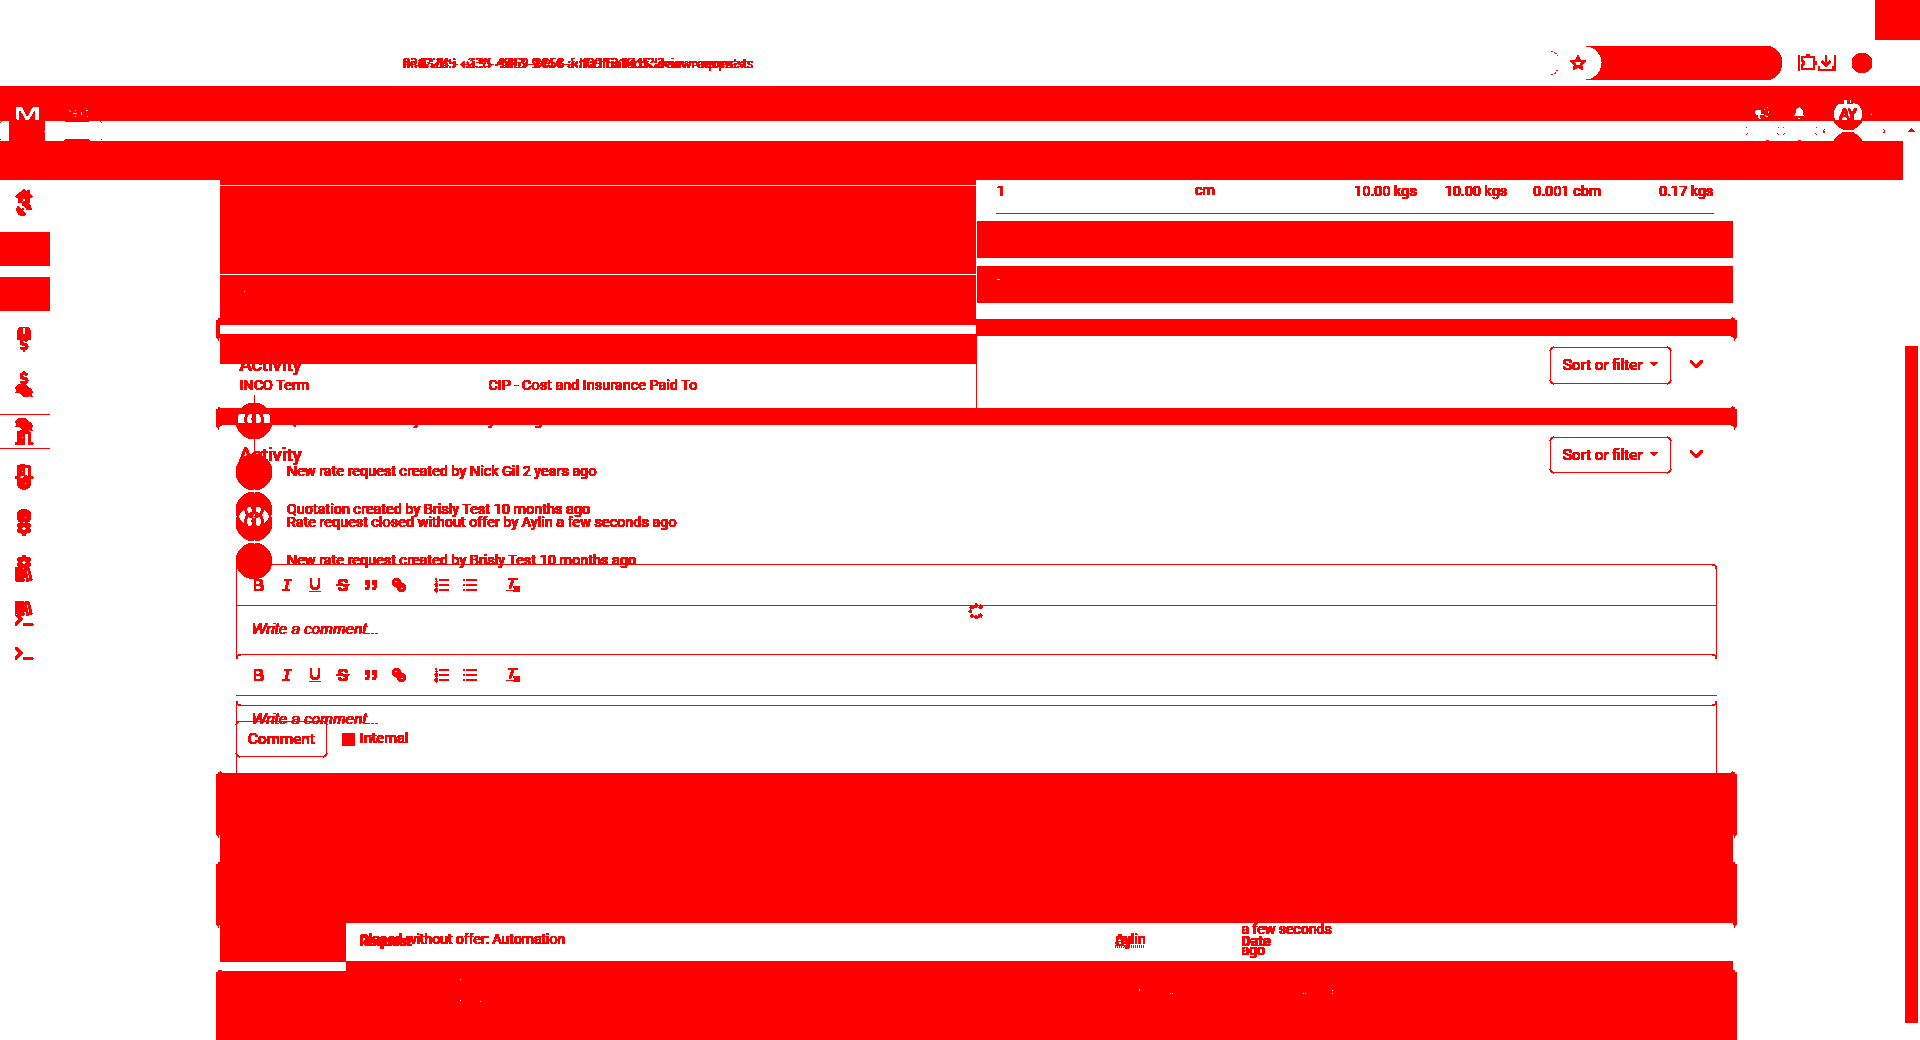 AY
1 cm 10.00 kgs 10.00 kgs 0.001 cbm 0.17 kgs
Activity
Sort or filter
INCO Term CIP - Cost and Insurance Paid To
Activity
Sort or filter
New rate request created by Nick Gil 2 years ago
Quotation created by Brisly Test 10 months ago
Rate request closed without offer by Aylin a few seconds ago
New rate request created by Brisly Test 10 months ago
B I U S
Write a comment...
B I U S
Write a comment...
Comment Internal
a few seconds
without offer: Automation Aylin Date
ago